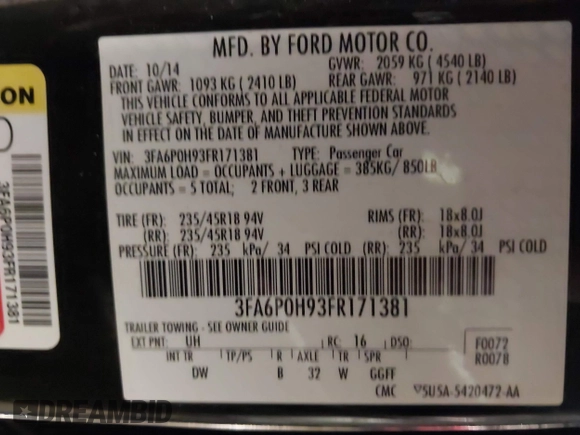 MFD. BY FORD MOTOR CO.
DATE: 10/14 GVWR: 2059 KG ( 4540 LB)
FRONT GAWR: 1093 KG ( 2410 LB) REAR GAWR: 971 KG ( 2140 LB)
THIS VEHICLE CONFORMS TO ALL APPLICABLE FEDERAL MOTOR
VEHICLE SAFETY, BUMPER, AND THEFT PREVENTION STANDARDS
IN EFFECT ON THE DATE OF MANUFACTURE SHOWN ABOVE.
VIN: 3FA6P0H93FR171381 TYPE: Passenger Car
MAXIMUM LOAD = OCCUPANTS + LUGGAGE = 385KG/ 850LB
OCCUPANTS = 5 TOTAL; 2 FRONT, 3 REAR
TIRE (FR): 235/45R18 94V RIMS (FR): 18x8.0J
(RR): 235/45R18 94V (RR): 18x8.0J
PRESSURE (FR): 235 kPa/ 34 PSI COLD (RR): 235 kPa/ 34 PSI COLD
3FA6P0H93FR171381
TRAILER TOWING - SEE OWNER GUIDE
EXT PNT: UH RC: 16 DSO: F0072
R0078
INT TR TP/PS R AXLE TR SPR
DW B 32 W GGFF
CMC 5U5A-5420472-AA
ON
3FA6P0H93FR171381
DREAMBID